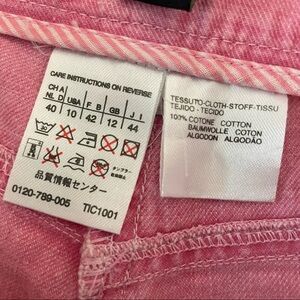 CARE INSTRUCTIONS ON REVERSE
CH A
NL D USA F B GB J I
40 10 42 12 44
品質情報センター
0120-789-005 TIC1001
TESSUTO-CLOTH-STOFF-TISSU
TEJIDO-TECIDO
100% COTONE COTTON
BAUMWOLLE COTON
ALGODON ALGODÃO